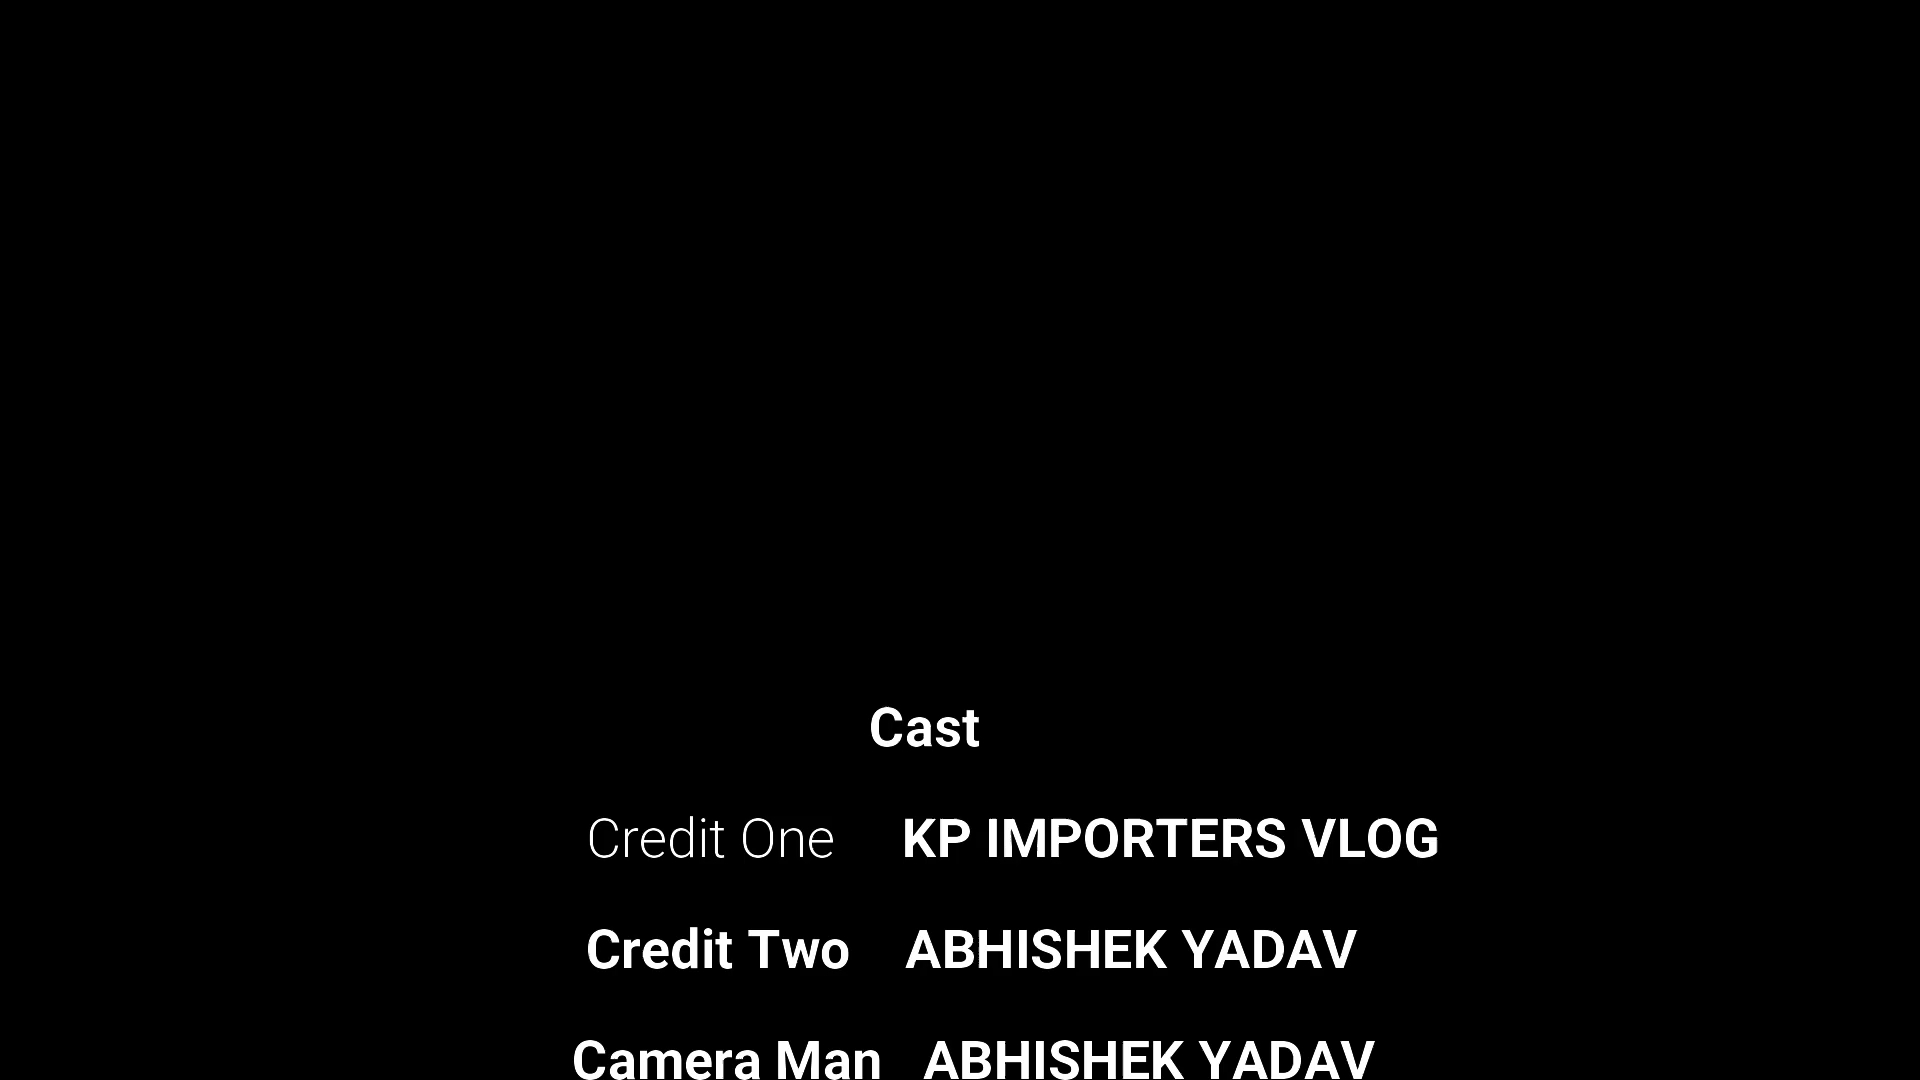 Cast
Credit One KP IMPORTERS VLOG
Credit Two ABHISHEK YADAV
Camera Man ABHISHEK YADAV